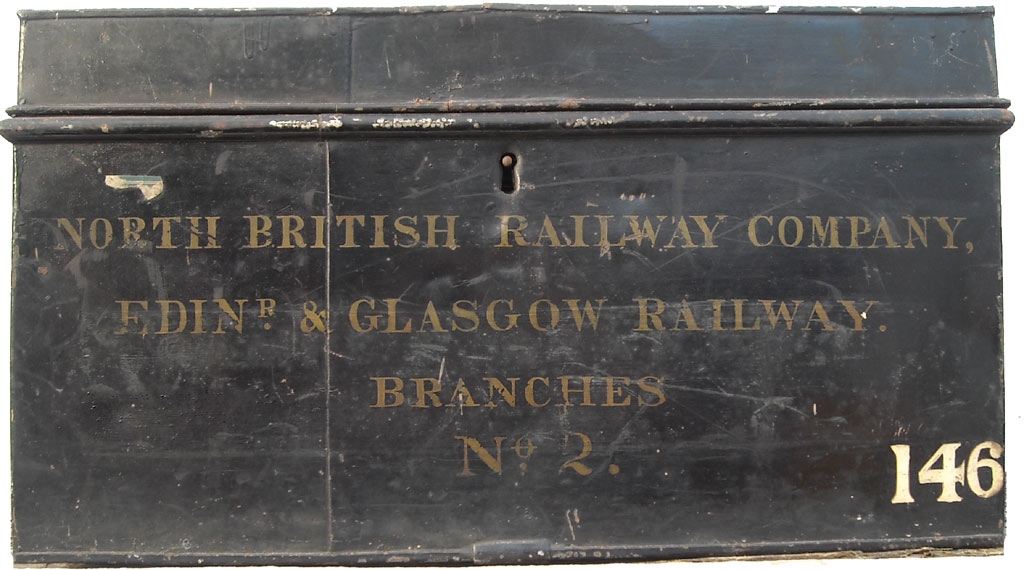 NORTH BRITISH RAILWAY COMPANY,
EDINR. & GLASGOW RAILWAY.
BRANCHES
No. 2.
146